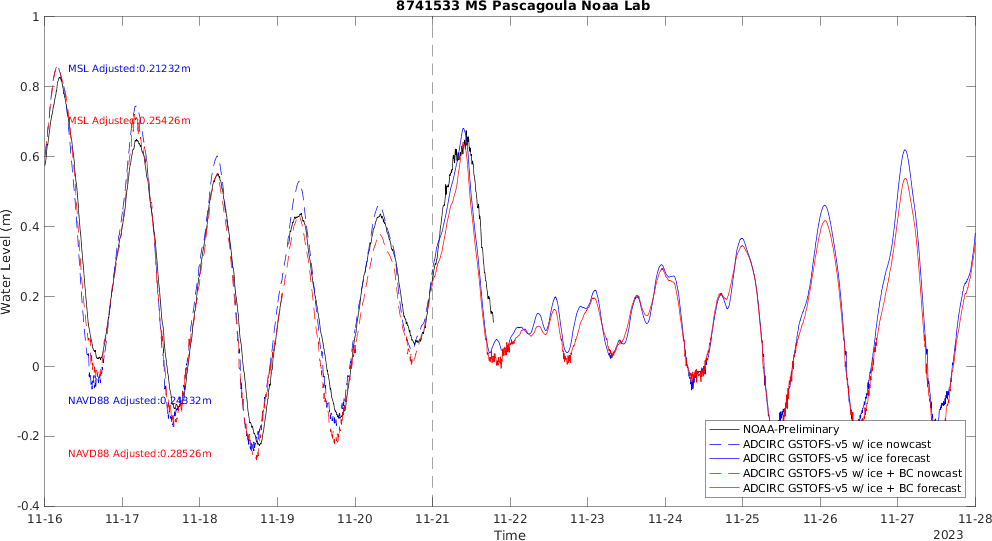 8741533 MS Pascagoula Noaa Lab
1
0.8
0.6
0.4
0.2
0
-0.2
-0.4
Water Level (m)
MSL Adjusted:0.21232m
MSL Adjusted:0.25426m
NAVD88 Adjusted:0.24332m
NAVD88 Adjusted:0.28526m
NOAA-Preliminary
ADCIRC GSTOFS-v5 w/ ice nowcast
ADCIRC GSTOFS-v5 w/ ice forecast
ADCIRC GSTOFS-v5 w/ ice + BC nowcast
ADCIRC GSTOFS-v5 w/ ice + BC forecast
11-16 11-17 11-18 11-19 11-20 11-21 11-22 11-23 11-24 11-25 11-26 11-27 11-28
Time
2023